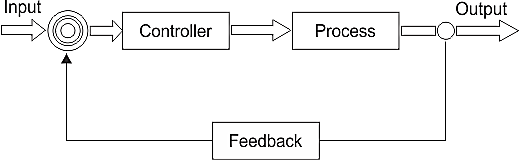 Input
Output
Controller
Process
Feedback